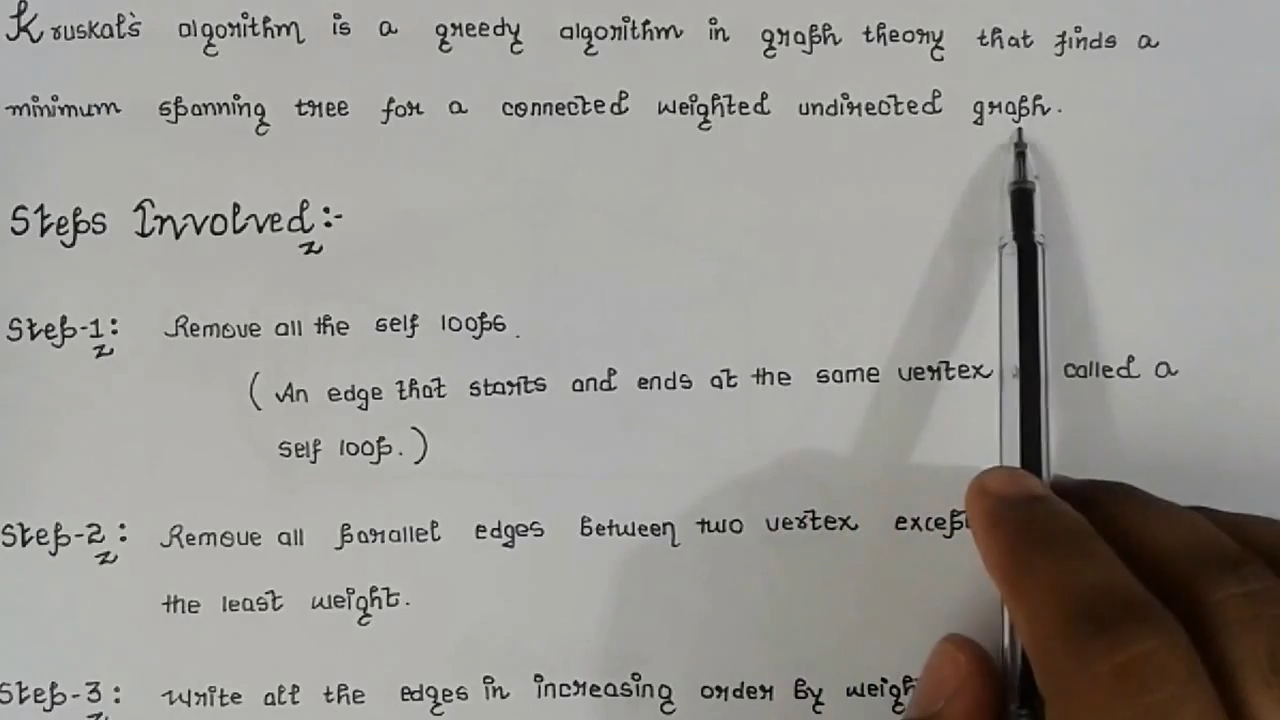 Kruskal's algorithm is a greedy algorithm in graph theory that finds a
minimum spanning tree for a connected weighted undirected graph.
Steps Involved:-
Step-1: Remove all the self loops.
( An edge that starts and ends at the same vertex called a
self loop. )
Step-2: Remove all parallel edges between two vertex
the least weight.
Step-3: Write all the edges in increasing order by